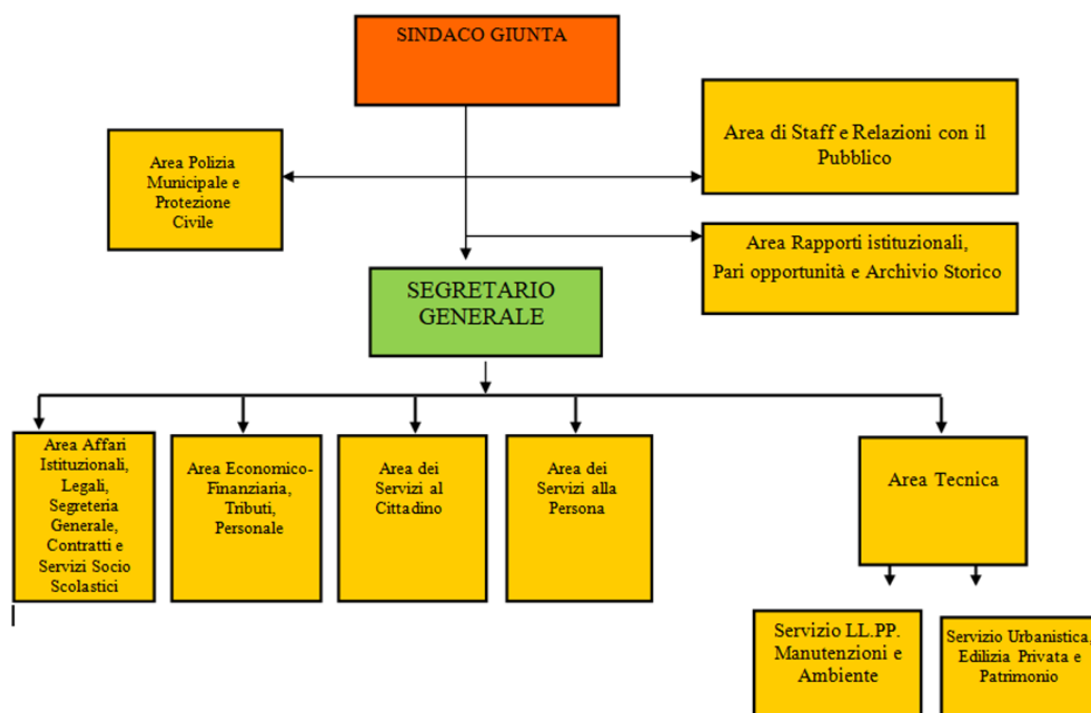 SINDACO GIUNTA
Area di Staff e Relazioni con il
Pubblico
Area Polizia
Municipale e
Protezione
Civile
Area Rapporti istituzionali,
Pari opportunità e Archivio Storico
SEGRETARIO
GENERALE
Area Affari
Istituzionali,
Legali,
Segreteria
Generale,
Contratti e
Servizi Socio
Scolastici
Area Economico-
Finanziaria,
Tributi,
Personale
Area dei
Servizi al
Cittadino
Area dei
Servizi alla
Persona
Area Tecnica
Servizio LL.PP.
Manutenzioni e
Ambiente
Servizio Urbanistica,
Edilizia Privata e
Patrimonio